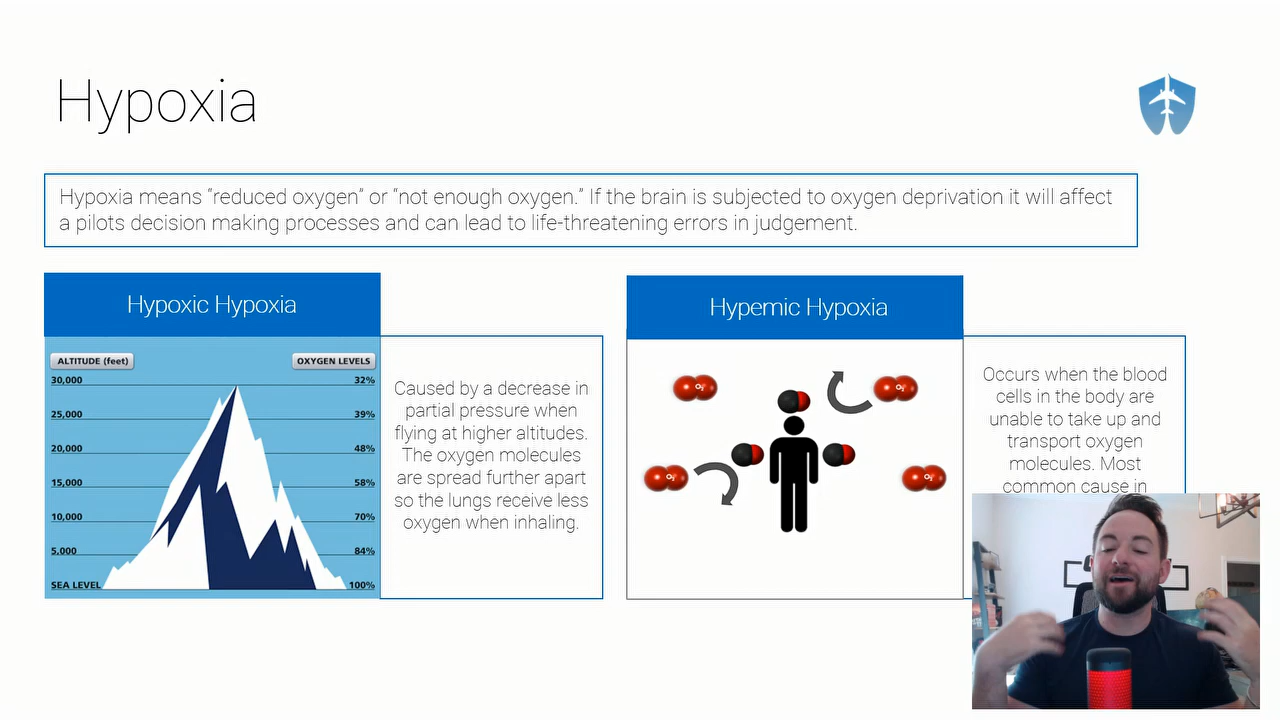 Hypoxia
Hypoxia means “reduced oxygen” or “not enough oxygen.” If the brain is subjected to oxygen deprivation it will affect
a pilots decision making processes and can lead to life-threatening errors in judgement.
Hypoxic Hypoxia
ALTITUDE (feet) OXYGEN LEVELS
30,000 32%
25,000 39%
20,000 48%
15,000 58%
10,000 70%
5,000 84%
SEA LEVEL 100%
Caused by a decrease in
partial pressure when
flying at higher altitudes.
The oxygen molecules
are spread further apart
so the lungs receive less
oxygen when inhaling.
Hypemic Hypoxia
O2 O2
O2 O2
Occurs when the blood
cells in the body are
unable to take up and
transport oxygen
molecules. Most
common cause in